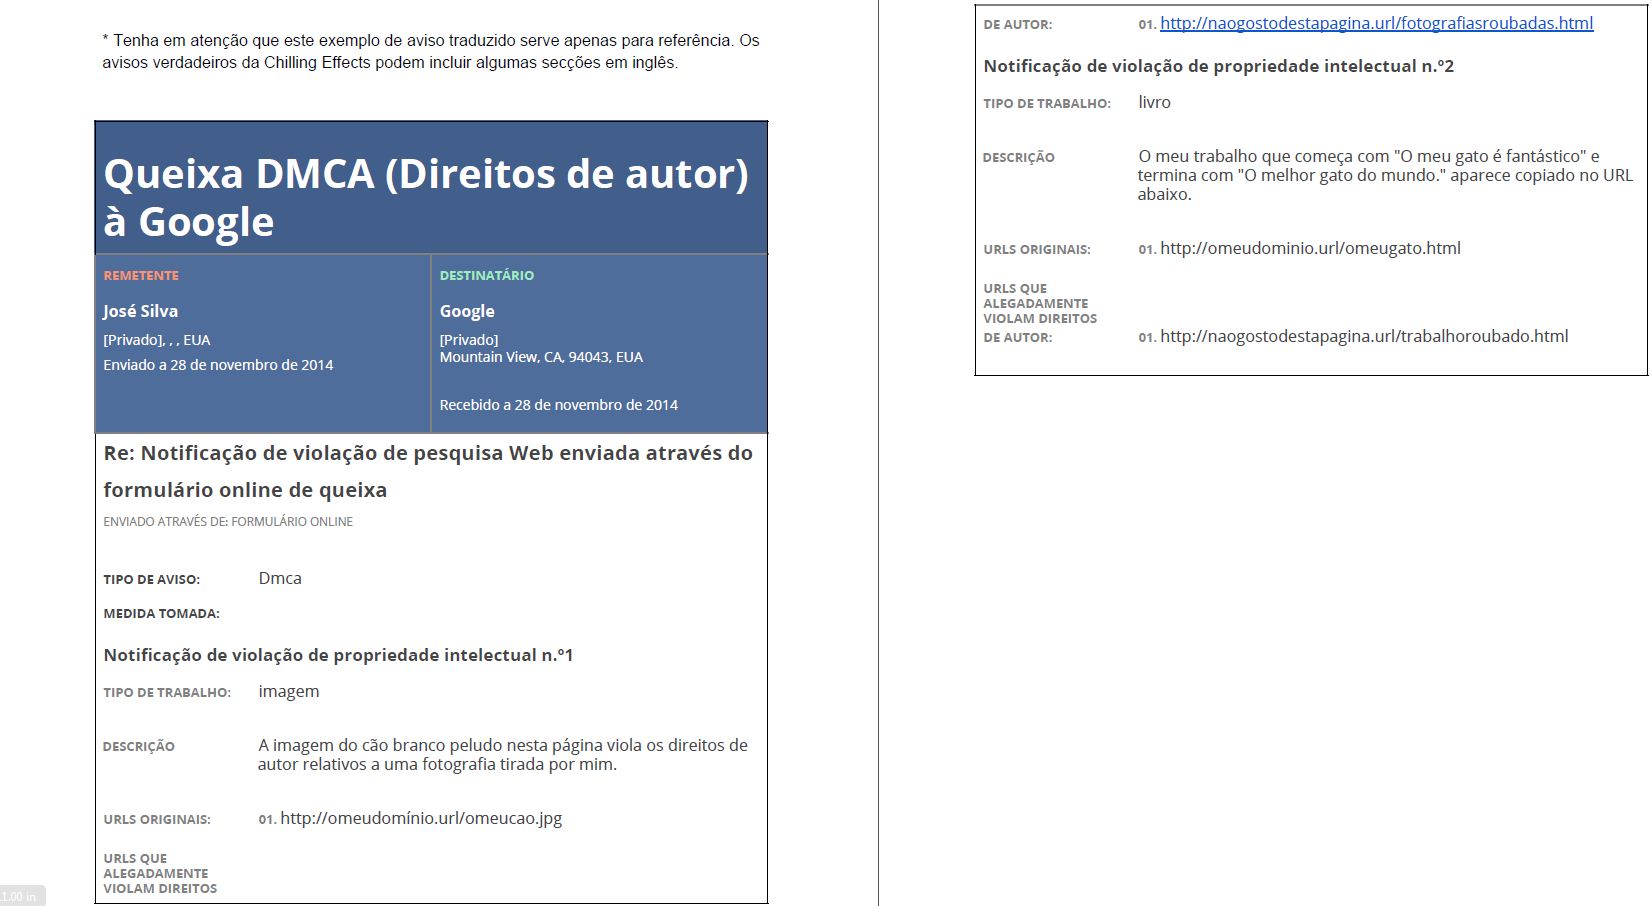 * Tenha em atenção que este exemplo de aviso traduzido serve apenas para referência. Os
avisos verdadeiros da Chilling Effects podem incluir algumas secções em inglês.
Queixa DMCA (Direitos de autor)
à Google
REMETENTE
José Silva
[Privado], , , EUA
Enviado a 28 de novembro de 2014
DESTINATÁRIO
Google
[Privado]
Mountain View, CA, 94043, EUA
Recebido a 28 de novembro de 2014
Re: Notificação de violação de pesquisa Web enviada através do
formulário online de queixa
ENVIADO ATRAVÉS DE: FORMULÁRIO ONLINE
TIPO DE AVISO: Dmca
MEDIDA TOMADA:
Notificação de violação de propriedade intelectual n.º1
TIPO DE TRABALHO: imagem
DESCRIÇÃO A imagem do cão branco peludo nesta página viola os direitos de
autor relativos a uma fotografia tirada por mim.
URLS ORIGINAIS: 01. http://omeudomínio.url/omeucao.jpg
URLS QUE
ALEGADAMENTE
VIOLAM DIREITOS
1.00 in
DE AUTOR: 01. http://naogostodestapagina.url/fotografiasroubadas.html
Notificação de violação de propriedade intelectual n.º2
TIPO DE TRABALHO: livro
DESCRIÇÃO O meu trabalho que começa com "O meu gato é fantástico" e
termina com "O melhor gato do mundo." aparece copiado no URL
abaixo.
URLS ORIGINAIS: 01. http://omeudominio.url/omeugato.html
URLS QUE
ALEGADAMENTE
VIOLAM DIREITOS
DE AUTOR: 01. http://naogostodestapagina.url/trabalhoroubado.html